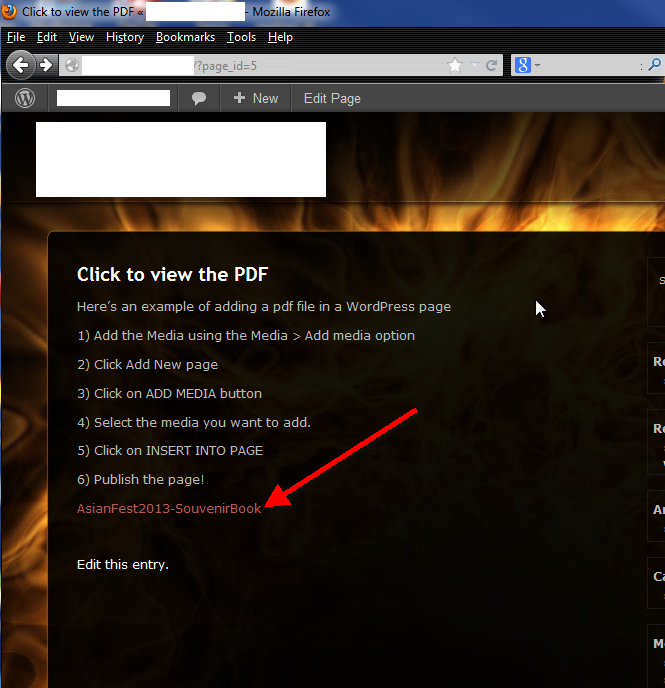 Click to view the PDF « - Mozilla Firefox
File Edit View History Bookmarks Tools Help
/?page_id=5
+ New Edit Page
Click to view the PDF
Here's an example of adding a pdf file in a WordPress page
1) Add the Media using the Media > Add media option
2) Click Add New page
3) Click on ADD MEDIA button
4) Select the media you want to add.
5) Click on INSERT INTO PAGE
6) Publish the page!
AsianFest2013-SouvenirBook
Edit this entry.